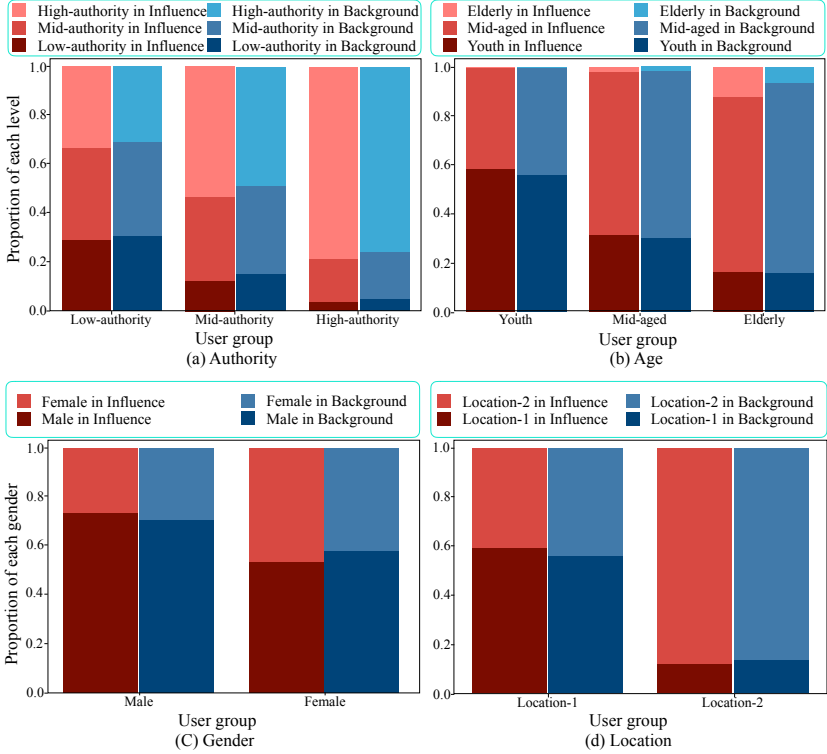 High-authority in Influence High-authority in Background
Mid-authority in Influence Mid-authority in Background
Low-authority in Influence Low-authority in Background
1.0
0.8
0.6
0.4
0.2
0.0
Proportion of each level
Low-authority Mid-authority High-authority
User group
(a) Authority
Elderly in Influence Elderly in Background
Mid-aged in Influence Mid-aged in Background
Youth in Influence Youth in Background
1.0
0.8
0.6
0.4
0.2
0.0
Youth Mid-aged Elderly
User group
(b) Age
Female in Influence Female in Background
Male in Influence Male in Background
1.0
0.8
0.6
0.4
0.2
0.0
Proportion of each gender
Male Female
User group
(C) Gender
Location-2 in Influence Location-2 in Background
Location-1 in Influence Location-1 in Background
1.0
0.8
0.6
0.4
0.2
0.0
Location-1 Location-2
User group
(d) Location